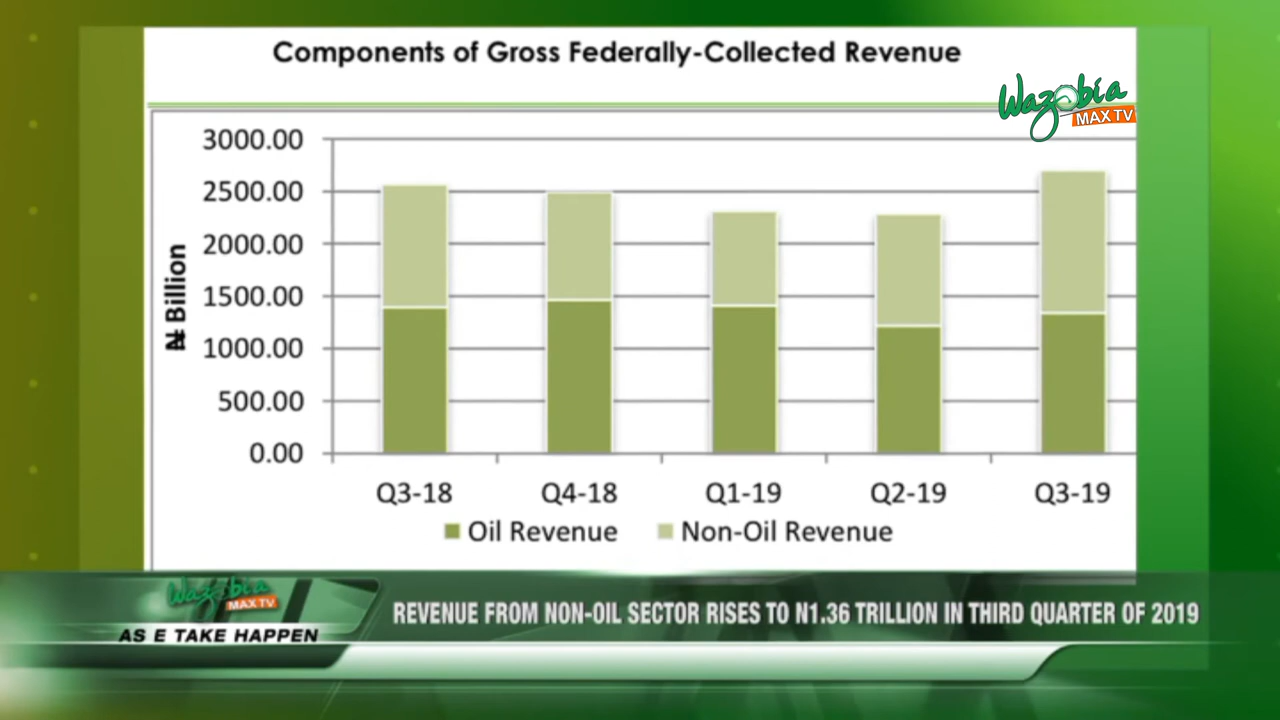 Components of Gross Federally-Collected Revenue
Wazobia
MAX TV
₦ Billion
3000.00
2500.00
2000.00
1500.00
1000.00
500.00
0.00
Q3-18 Q4-18 Q1-19 Q2-19 Q3-19
Oil Revenue Non-Oil Revenue
Wazobia
MAX TV
AS E TAKE HAPPEN
REVENUE FROM NON-OIL SECTOR RISES TO N1.36 TRILLION IN THIRD QUARTER OF 2019